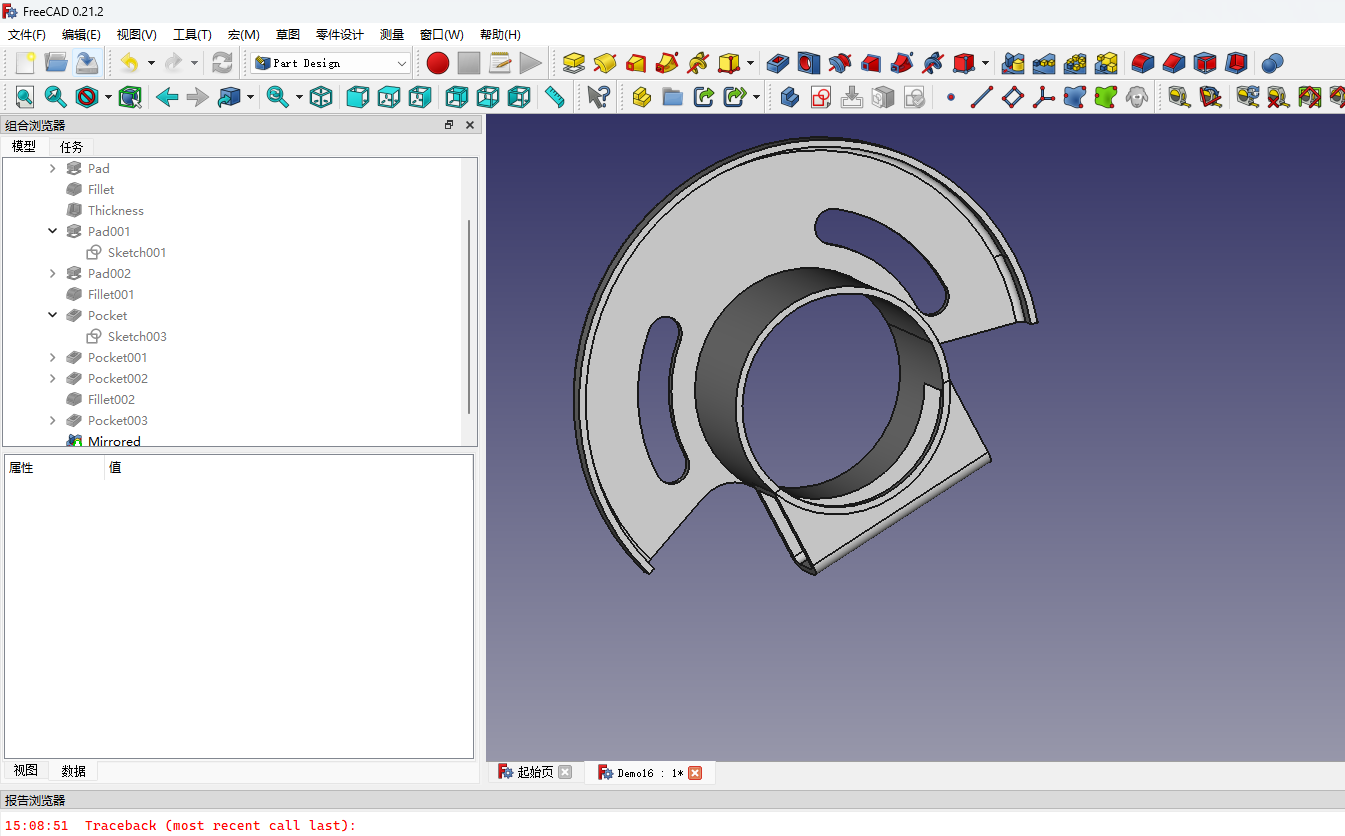 FreeCAD 0.21.2
文件(F) 编辑(E) 视图(V) 工具(T) 宏(M) 草图 零件设计 测量 窗口(W) 帮助(H)
Part Design
组合浏览器
模型 任务
Pad
Fillet
Thickness
Pad001
Sketch001
Pad002
Fillet001
Pocket
Sketch003
Pocket001
Pocket002
Fillet002
Pocket003
Mirrored
属性 值
视图 数据
起始页 Demo16 : 1*
报告浏览器
15:08:51 Traceback (most recent call last):